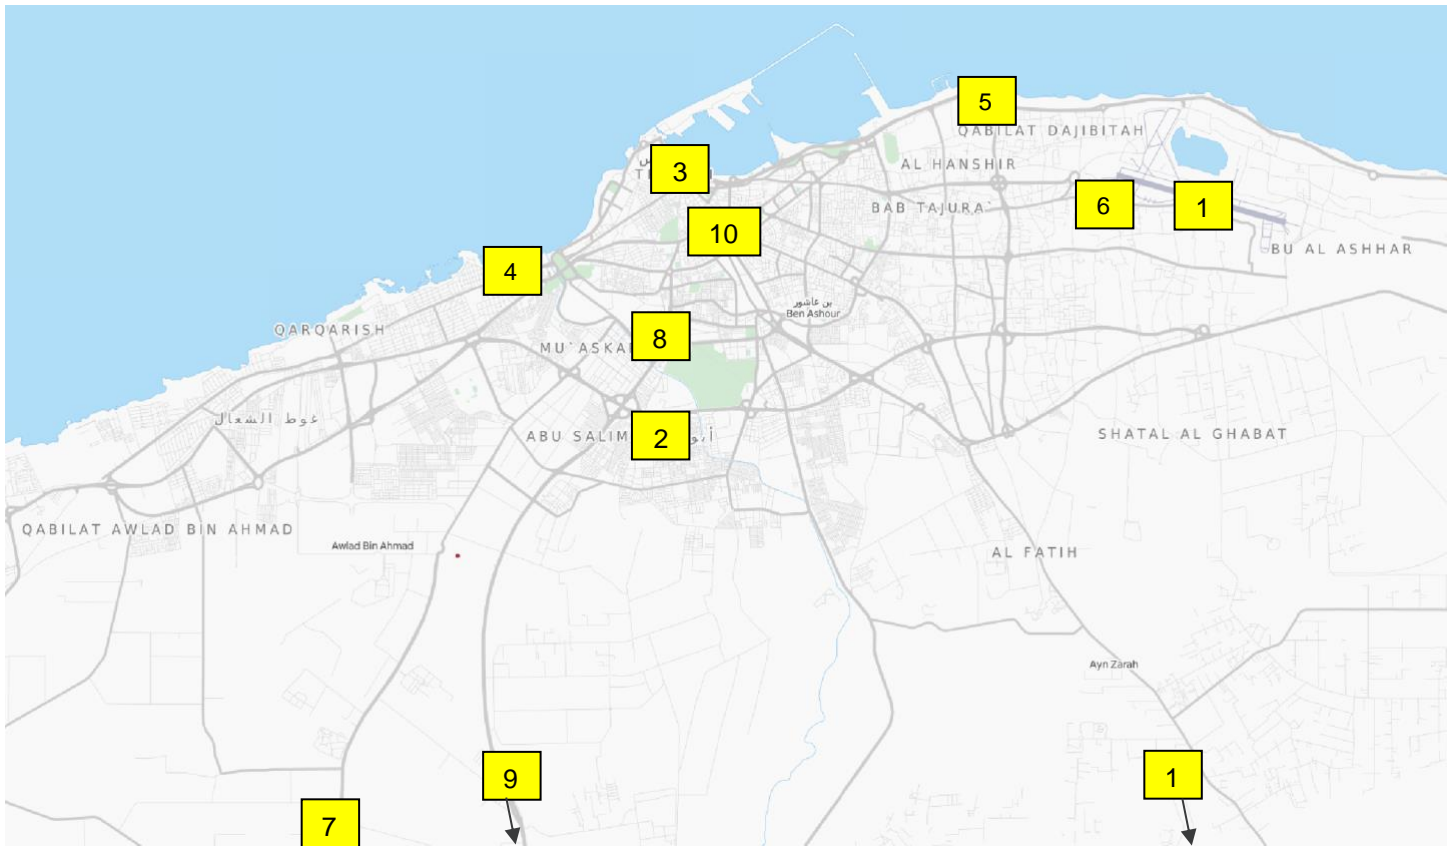 5
QABILAT DAJIBITAH
3
AL HANSHIR
6
1
BAB TAJURA`
10
BU AL ASHHAR
4
بن عاشور
Ben Ashour
QARQARISH
8
غوط الشعال
2
ABU SALIM
SHATAL AL GHABAT
QABILAT AWLAD BIN AHMAD
Awlad Bin Ahmad
AL FATIH
Ayn Zarah
9
1
7